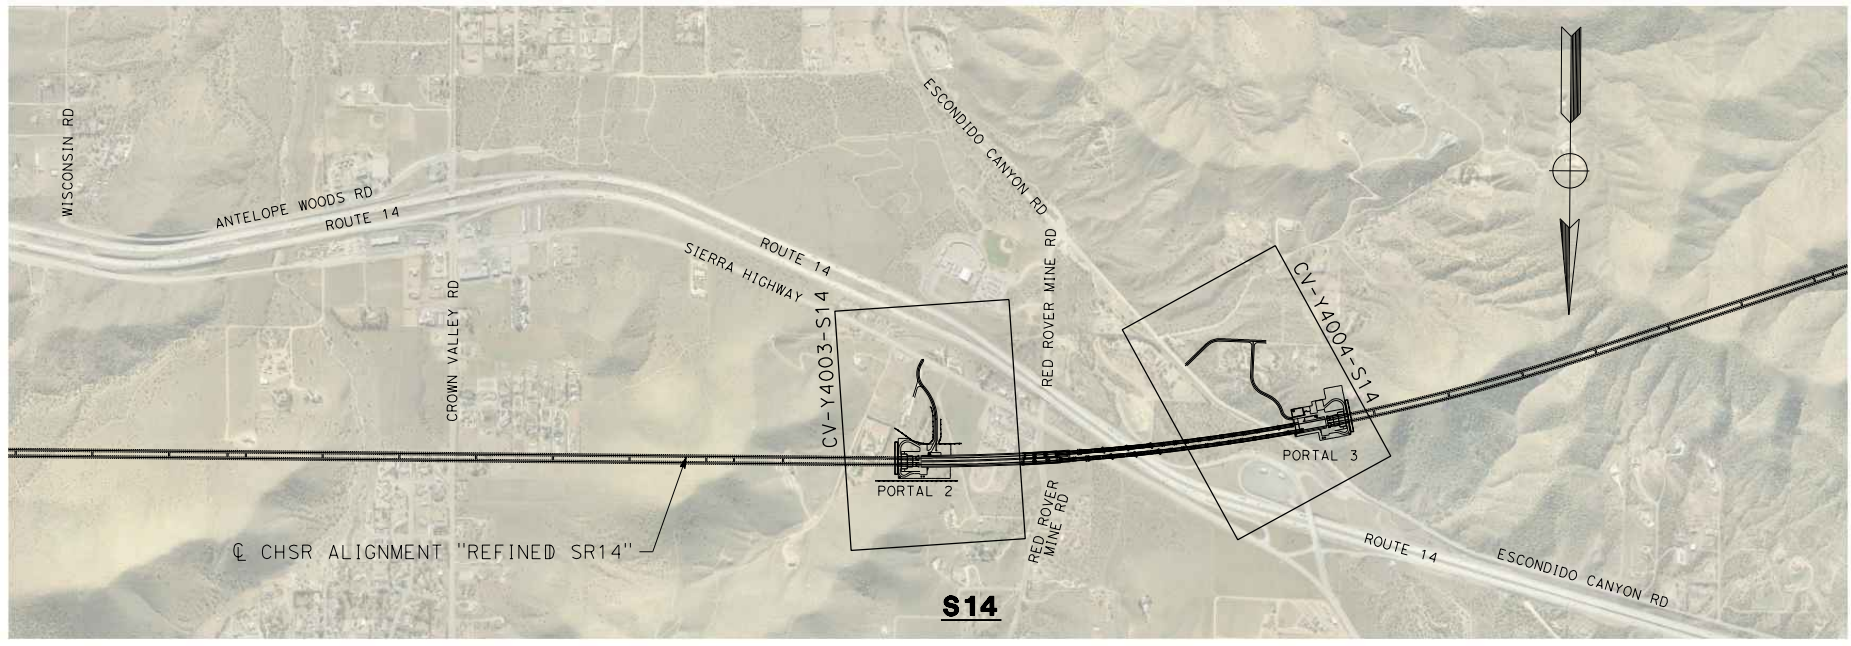 WISCONSIN RD
ANTELOPE WOODS RD
ROUTE 14
CROWN VALLEY RD
SIERRA HIGHWAY
ROUTE 14
ESCONDIDO CANYON RD
RED ROVER MINE RD
CV-Y4003-S14
CV-Y4004-S14
PORTAL 2
PORTAL 3
RED ROVER
MINE RD
℄ CHSR ALIGNMENT "REFINED SR14"
ROUTE 14
ESCONDIDO CANYON RD
S14